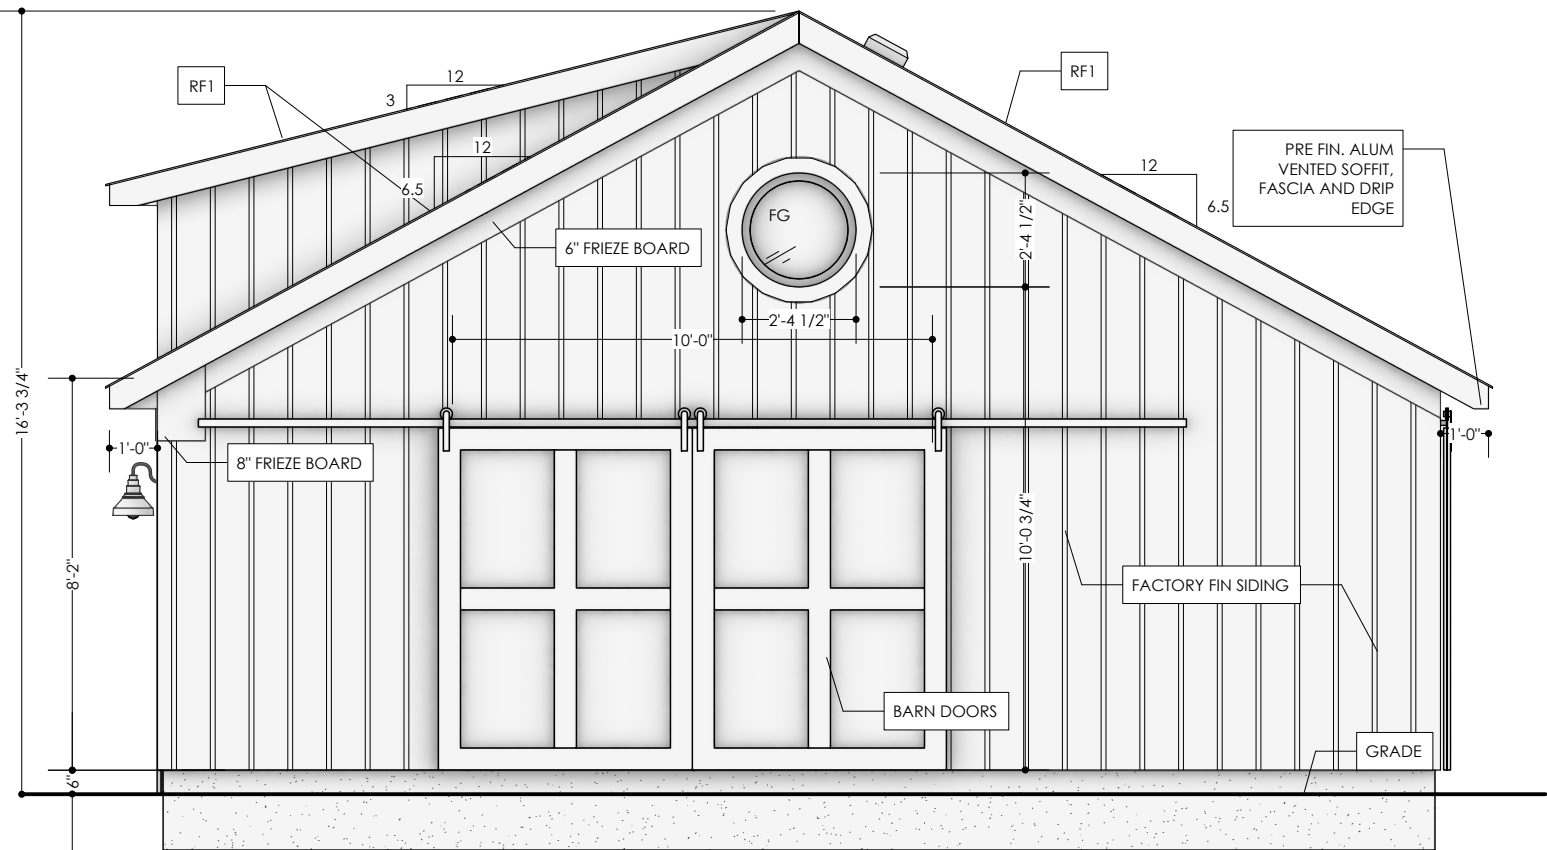 12
3
RF1
RF1
12
6.5
12
6.5
PRE FIN. ALUM
VENTED SOFFIT,
FASCIA AND DRIP
EDGE
FG
6" FRIEZE BOARD
2'-4 1/2"
2'-4 1/2"
10'-0"
16'-3 3/4"
1'-0"
8" FRIEZE BOARD
1'-0"
8'-2"
10'-0 3/4"
FACTORY FIN SIDING
BARN DOORS
GRADE
6"